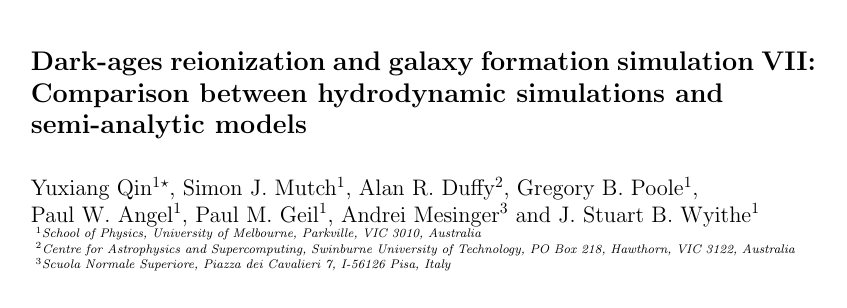 Dark-ages reionization and galaxy formation simulation VII:
Comparison between hydrodynamic simulations and
semi-analytic models
Yuxiang Qin¹⋆, Simon J. Mutch¹, Alan R. Duffy², Gregory B. Poole¹,
Paul W. Angel¹, Paul M. Geil¹, Andrei Mesinger³ and J. Stuart B. Wyithe¹
¹School of Physics, University of Melbourne, Parkville, VIC 3010, Australia
²Centre for Astrophysics and Supercomputing, Swinburne University of Technology, PO Box 218, Hawthorn, VIC 3122, Australia
³Scuola Normale Superiore, Piazza dei Cavalieri 7, I-56126 Pisa, Italy